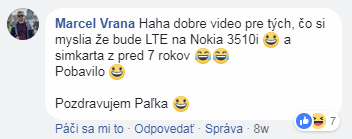 Marcel Vrana Haha dobre video pre tých, čo si
myslia že bude LTE na Nokia 3510i 😀 a
simkarta z pred 7 rokov 😂😂
Pobavilo 😀
Pozdravujem Paľka 😀
Páči sa mi to · Odpovedať · Správa · 8w
7